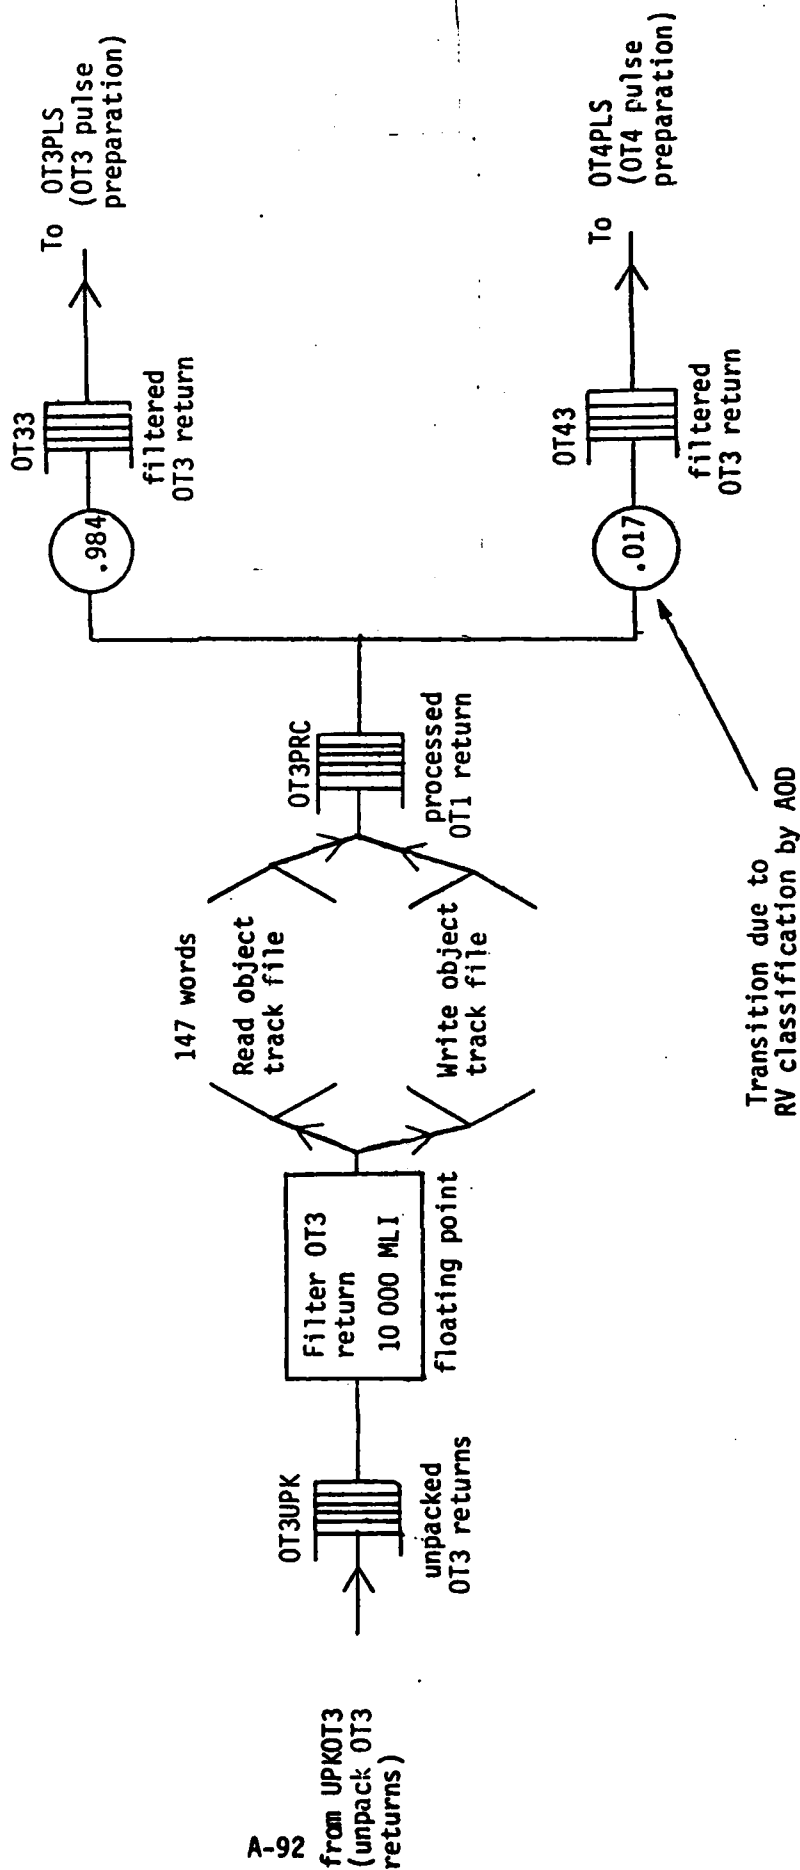 A-92
from UPKOT3
(unpack OT3
returns)
OT3UPK
unpacked
OT3 returns
Filter OT3
return
10 000 MLI
floating point
147 words
Read object
track file
Write object
track file
OT3PRC
processed
OT1 return
.984
OT33
filtered
OT3 return
To OT3PLS
(OT3 pulse
preparation)
.017
OT43
filtered
OT3 return
To OT4PLS
(OT4 pulse
preparation)
Transition due to
RV classification by AOD